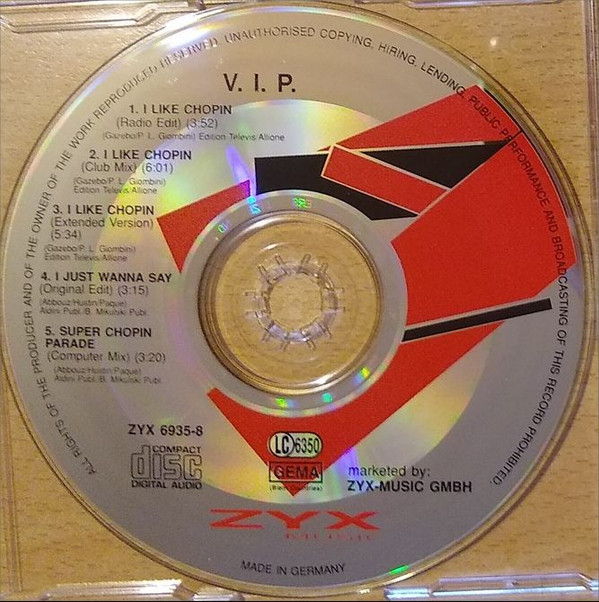 ALL RIGHTS OF THE PRODUCER AND OF THE OWNER OF THE WORK REPRODUCED RESERVED. UNAUTHORISED COPYING, HIRING, LENDING, PUBLIC PERFORMANCE AND BROADCASTING OF THIS RECORD PROHIBITED.
V. I. P.
1. I LIKE CHOPIN
(Radio Edit) (3:52)
(Gazebo/P. L. Giombini) Edition Televis/Allione
2. I LIKE CHOPIN
(Club Mix) (6:01)
(Gazebo/P. L. Giombini)
Edition Televis/Allione
3. I LIKE CHOPIN
(Extended Version)
(5:34)
(Gazebo/P. L. Giombini)
Edition Televis/Allione
4. I JUST WANNA SAY
(Original Edit) (3:15)
(Abbouz/Hustin/Paque)
Aldini Publ./B. Mikulski Publ.
5. SUPER CHOPIN
PARADE
(Computer Mix) (3:20)
(Abbouz/Hustin/Paque)
Aldini Publ./B. Mikulski Publ.
ZYX 6935-8
COMPACT
disc
DIGITAL AUDIO
LC 6350
GEMA
(Biem Countries)
marketed by:
ZYX-MUSIC GMBH
ZYX
MUSIC
MADE IN GERMANY